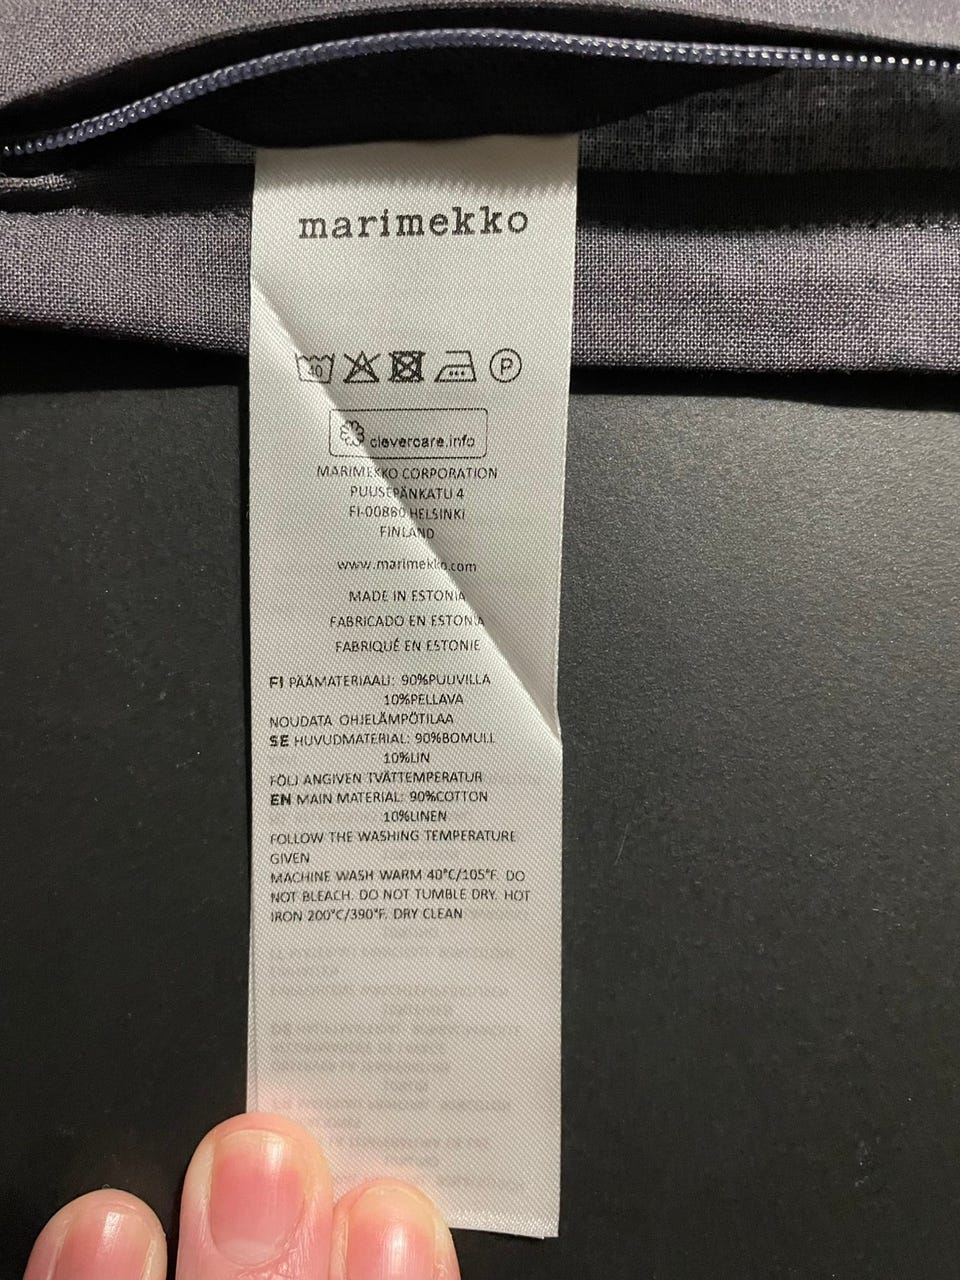 marimekko
40 P
clevercare.info
MARIMEKKO CORPORATION
PUUSEPÄNKATU 4
FI-00880 HELSINKI
FINLAND
www.marimekko.com
MADE IN ESTONIA
FABRICADO EN ESTONIA
FABRIQUÉ EN ESTONIE
FI PÄÄMATERIAALI: 90%PUUVILLA
10%PELLAVA
NOUDATA OHJELÄMPÖTILAA
SE HUVUDMATERIAL: 90%BOMULL
10%LIN
FÖLJ ANGIVEN TVÄTTEMPERATUR
EN MAIN MATERIAL: 90%COTTON
10%LINEN
FOLLOW THE WASHING TEMPERATURE
GIVEN
MACHINE WASH WARM 40°C/105°F. DO
NOT BLEACH. DO NOT TUMBLE DRY. HOT
IRON 200°C/390°F. DRY CLEAN